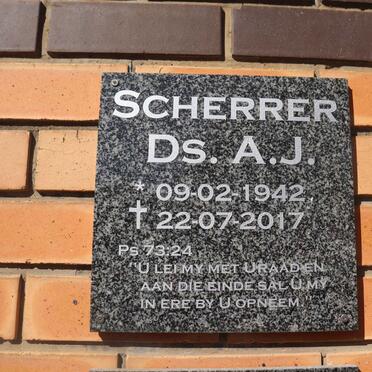 SCHERRER
DS. A.J.
* 09-02-1942
† 22-07-2017
PS 73:24
"U LEI MY MET U RAAD EN
AAN DIE EINDE SAL U MY
IN ERE BY U OPNEEM."